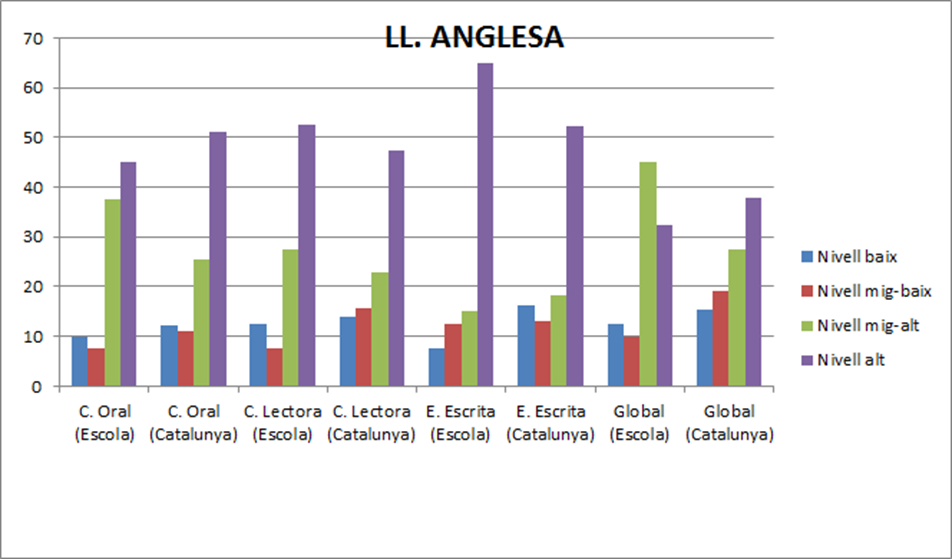 LL. ANGLESA
70
60
50
40
30
20
10
0
C. Oral (Escola)
C. Oral (Catalunya)
C. Lectora (Escola)
C. Lectora (Catalunya)
E. Escrita (Escola)
E. Escrita (Catalunya)
Global (Escola)
Global (Catalunya)
Nivell baix
Nivell mig-baix
Nivell mig-alt
Nivell alt